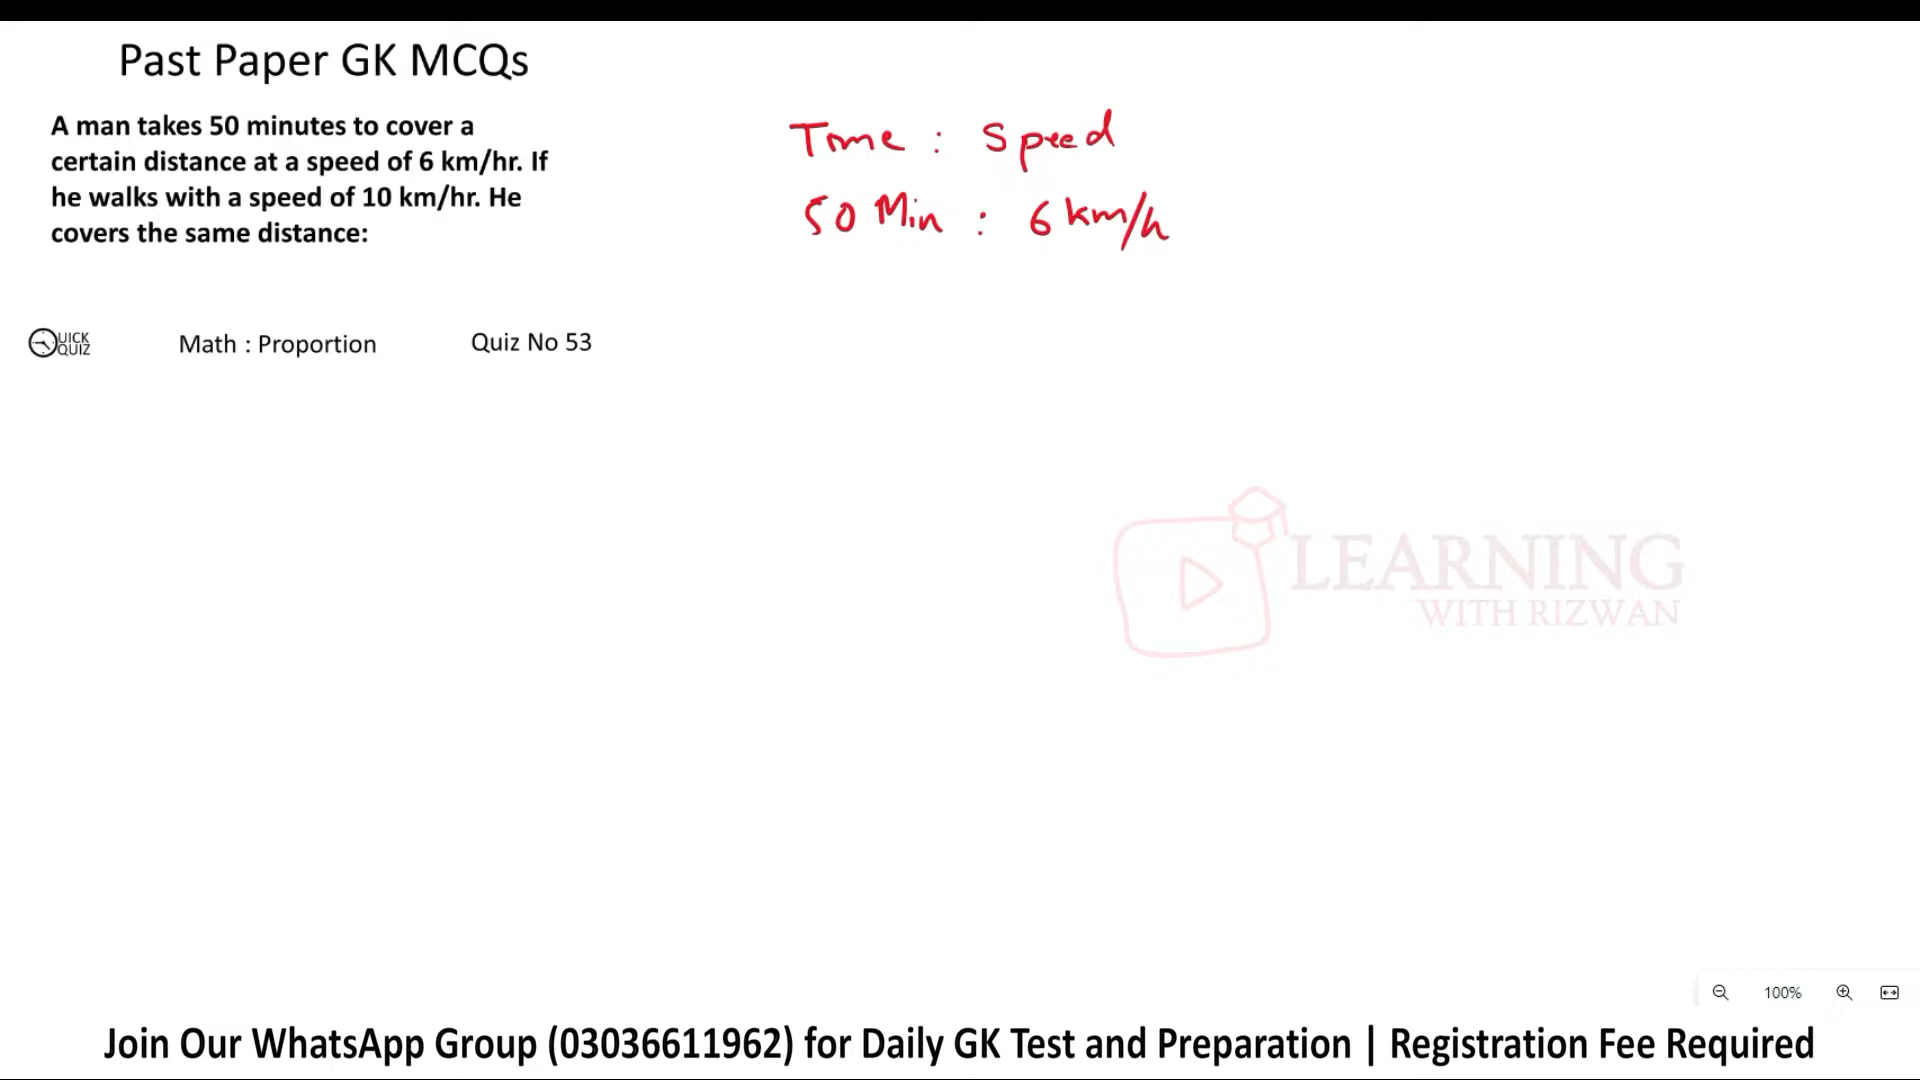 Past Paper GK MCQs
A man takes 50 minutes to cover a
certain distance at a speed of 6 km/hr. If
he walks with a speed of 10 km/hr. He
covers the same distance:
Time : Speed
50 Min : 6 km/h
QUICK
QUIZ
Math : Proportion
Quiz No 53
LEARNING
WITH RIZWAN
100%
Join Our WhatsApp Group (03036611962) for Daily GK Test and Preparation | Registration Fee Required